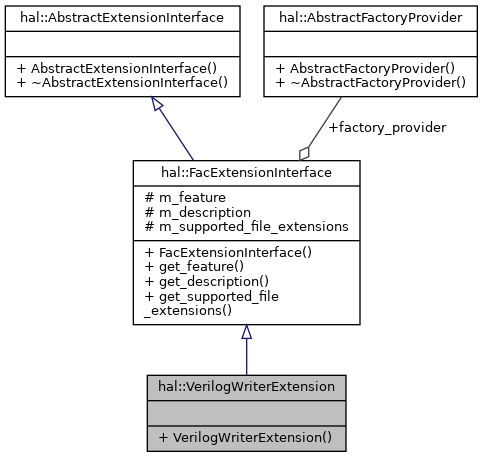 hal::AbstractExtensionInterface
+ AbstractExtensionInterface()
+ ~AbstractExtensionInterface()
hal::AbstractFactoryProvider
+ AbstractFactoryProvider()
+ ~AbstractFactoryProvider()
+factory_provider
hal::FacExtensionInterface
# m_feature
# m_description
# m_supported_file_extensions
+ FacExtensionInterface()
+ get_feature()
+ get_description()
+ get_supported_file
_extensions()
hal::VerilogWriterExtension
+ VerilogWriterExtension()